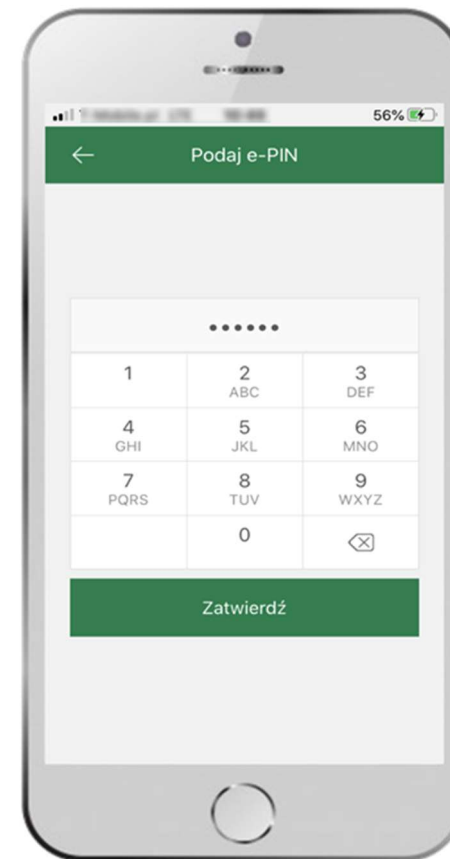 56%
Podaj e-PIN
••••••
1 2 3
ABC DEF
4 5 6
GHI JKL MNO
7 8 9
PQRS TUV WXYZ
0
Zatwierdź